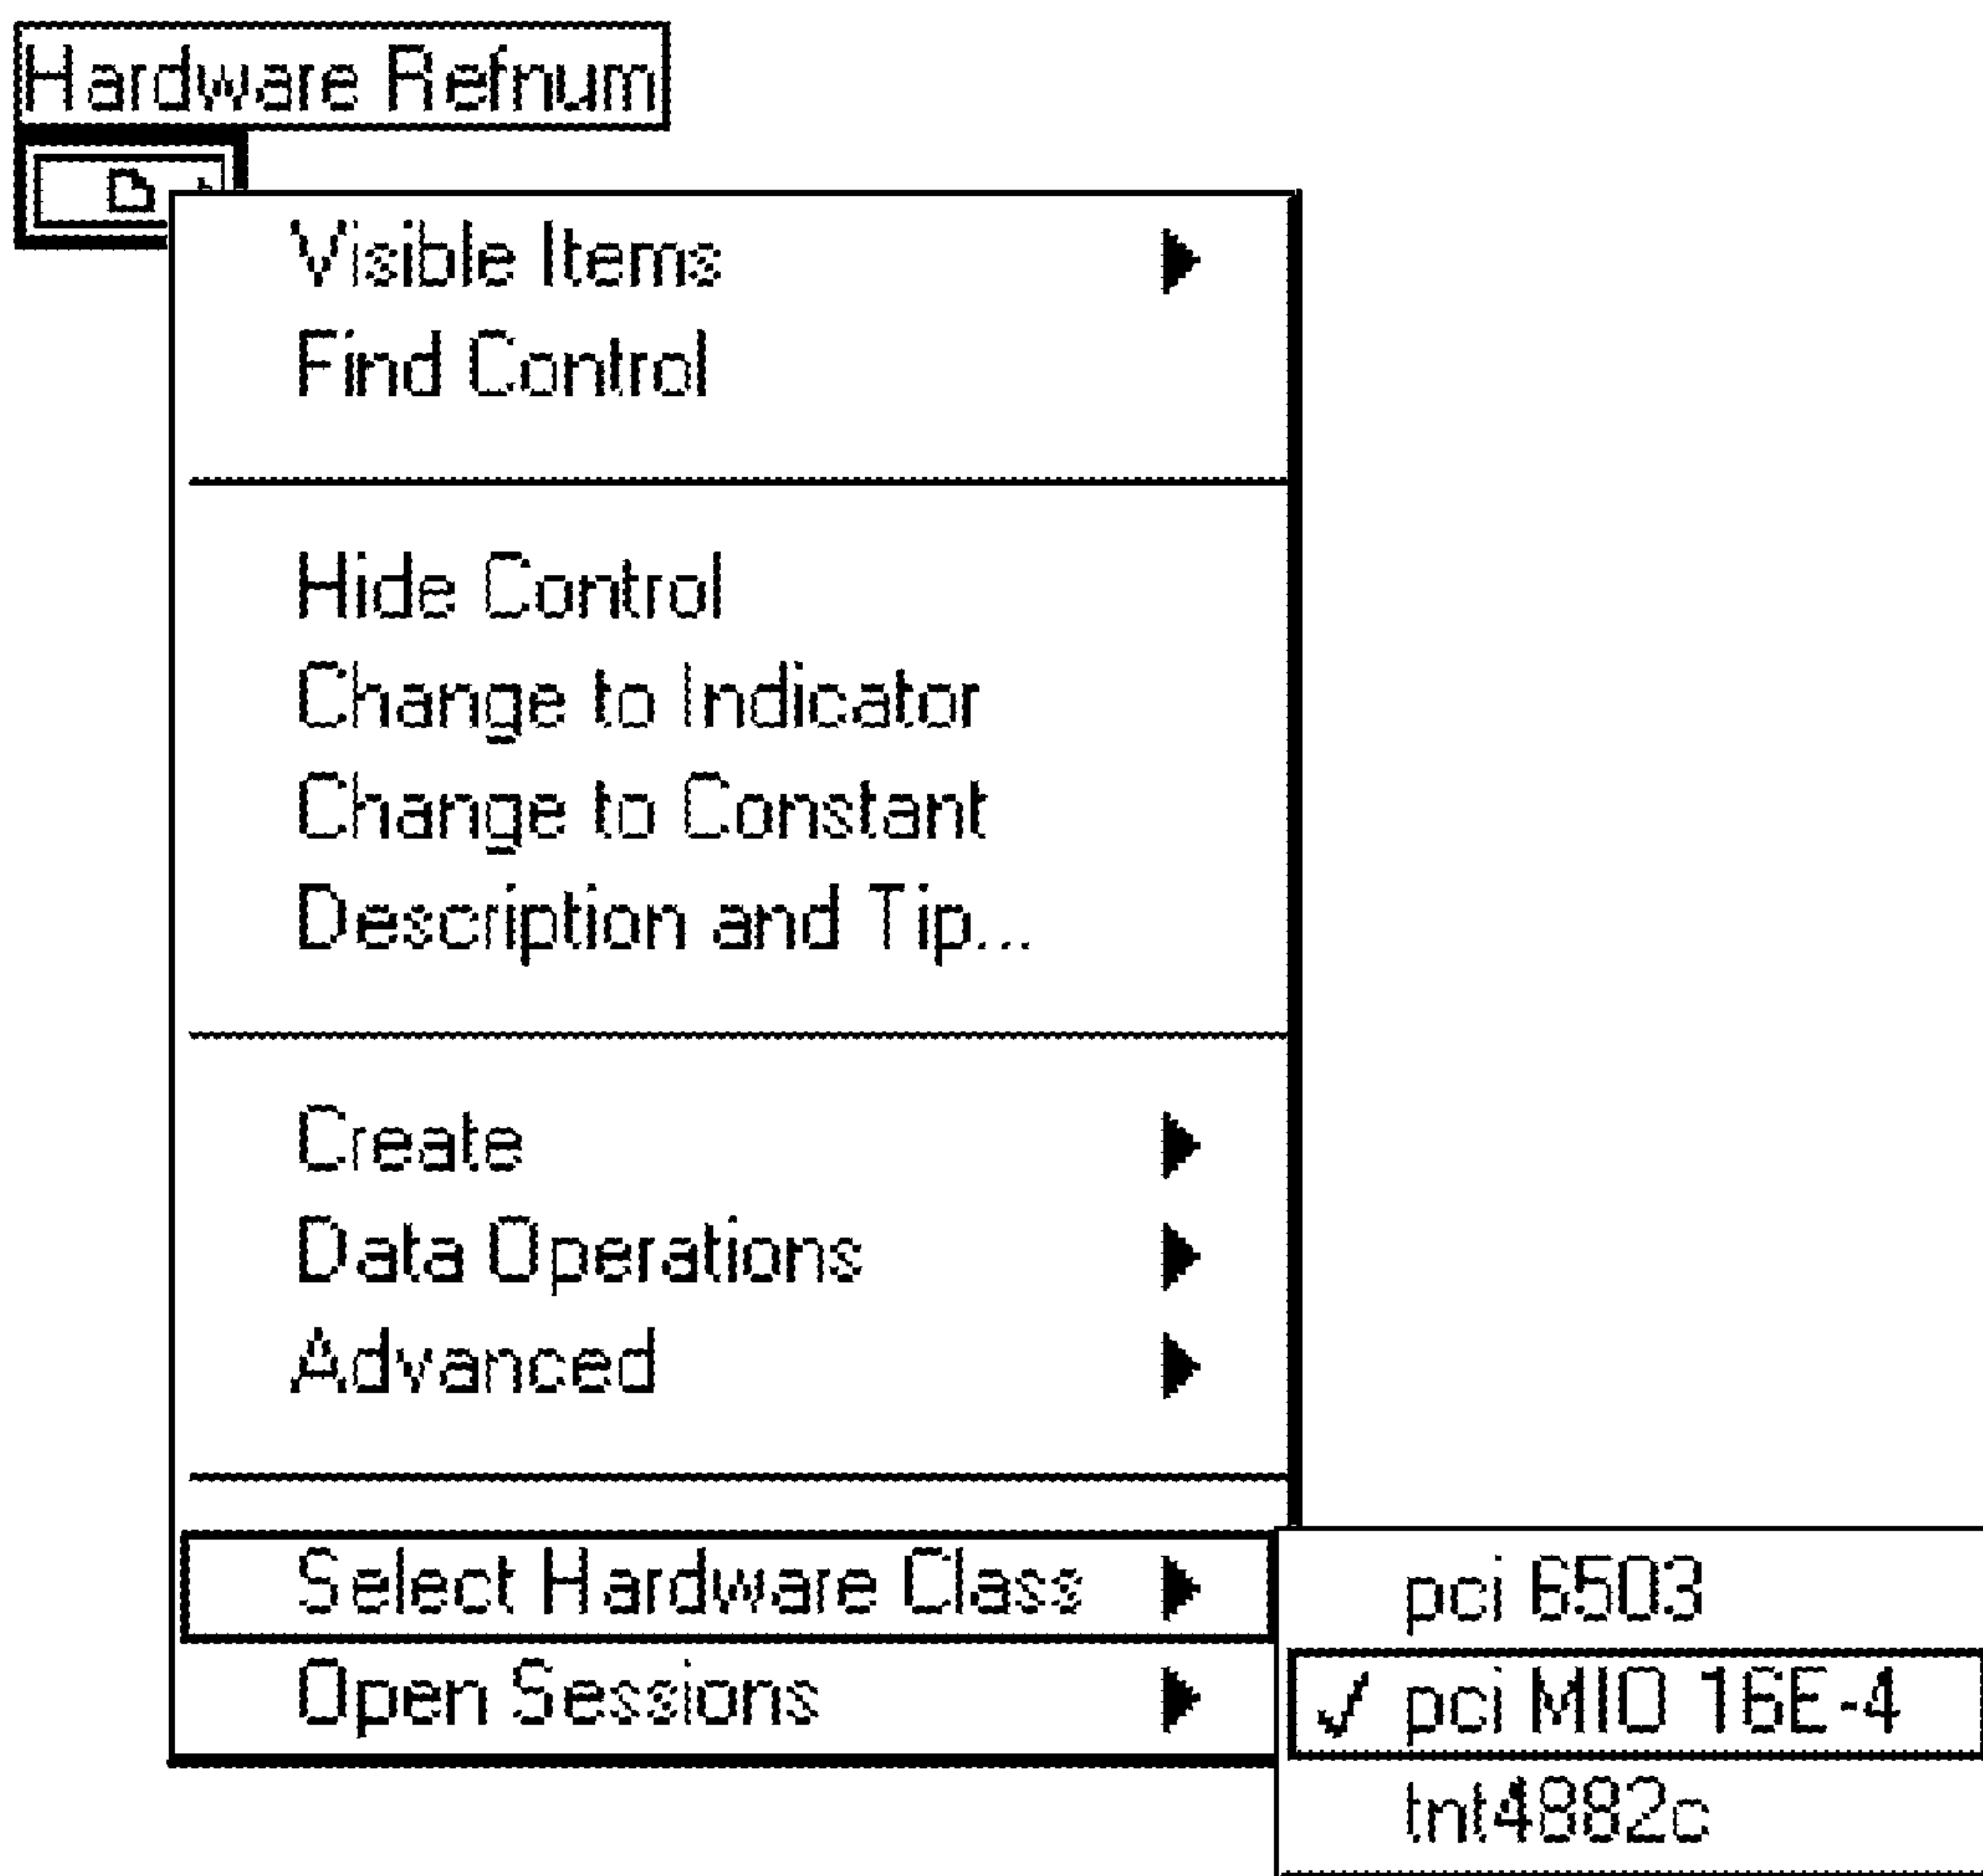 Hardware Refnum
Visible Items
Find Control
Hide Control
Change to Indicator
Change to Constant
Description and Tip...
Create
Data Operations
Advanced
Select Hardware Class
Open Sessions
pci 6503
✓ pci MIO 16E-4
tnt4882c